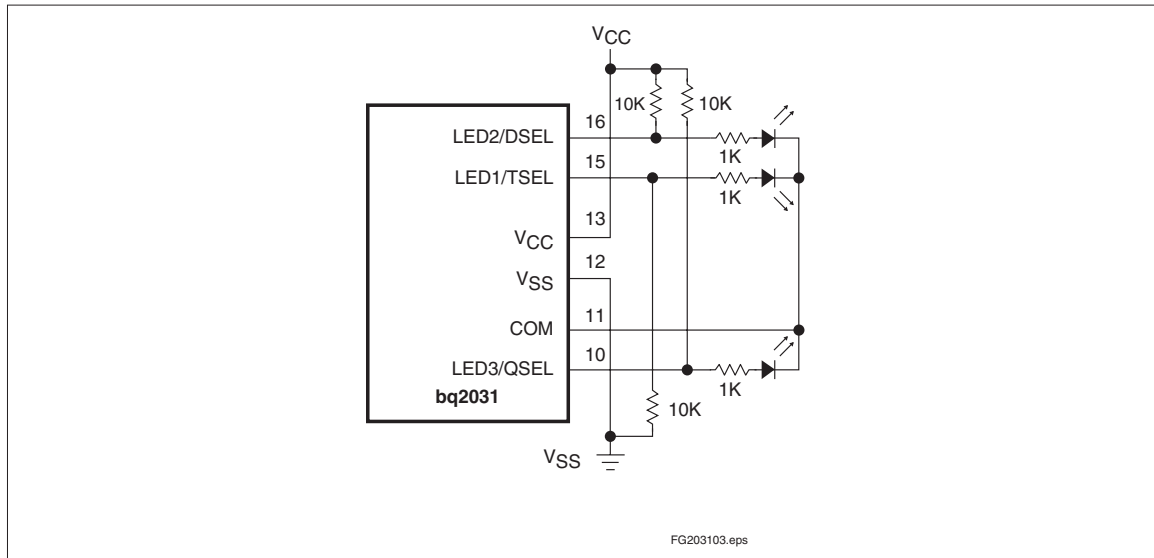 VCC
10K 10K
16
LED2/DSEL
1K
15
LED1/TSEL
1K
13
VCC
12
VSS
11
COM
10
LED3/QSEL
1K
bq2031
10K
VSS
FG203103.eps